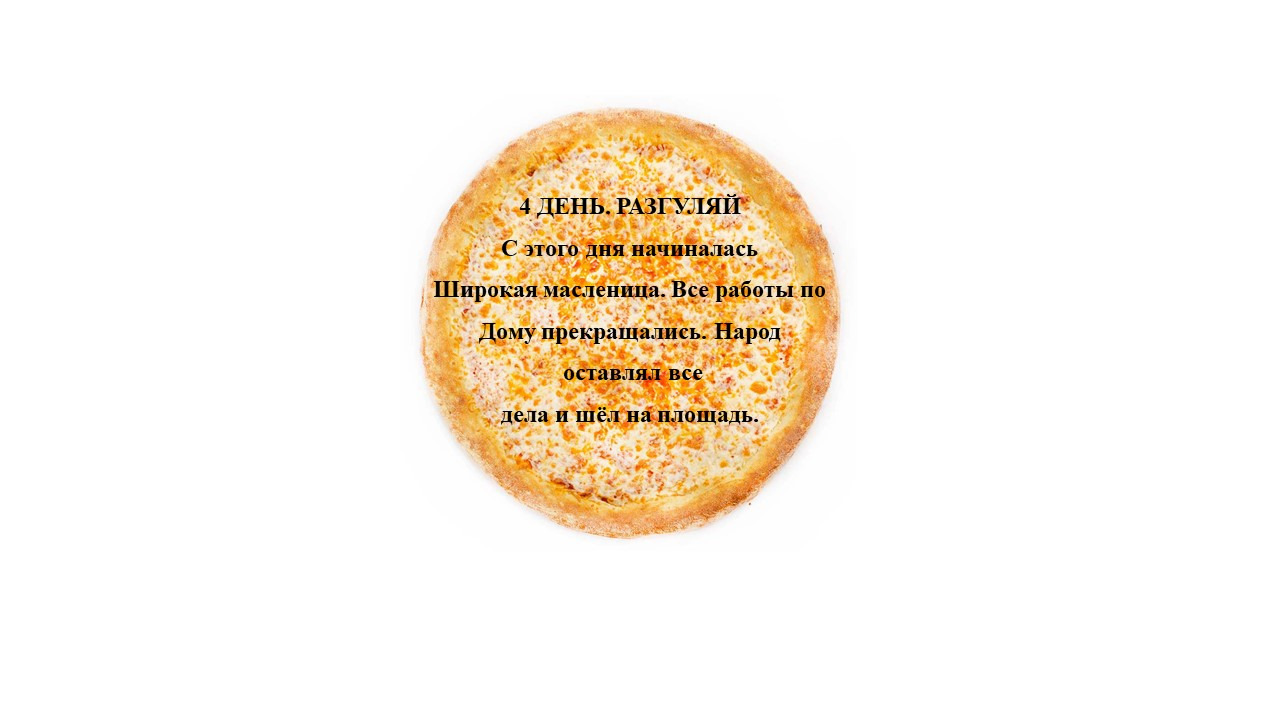 4 ДЕНЬ. РАЗГУЛЯЙ
С этого дня начиналась
Широкая масленица. Все работы по
Дому прекращались. Народ
оставлял все
дела и шёл на площадь.